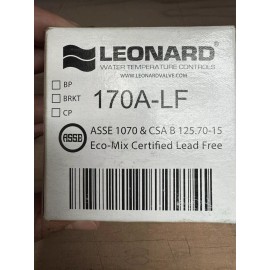 LEONARD®
WATER TEMPERATURE CONTROLS
WWW.LEONARDVALVE.COM
BP
BRKT
CP
170A-LF
ASSE
ASSE 1070 & CSA B 125.70-15
Eco-Mix Certified Lead Free